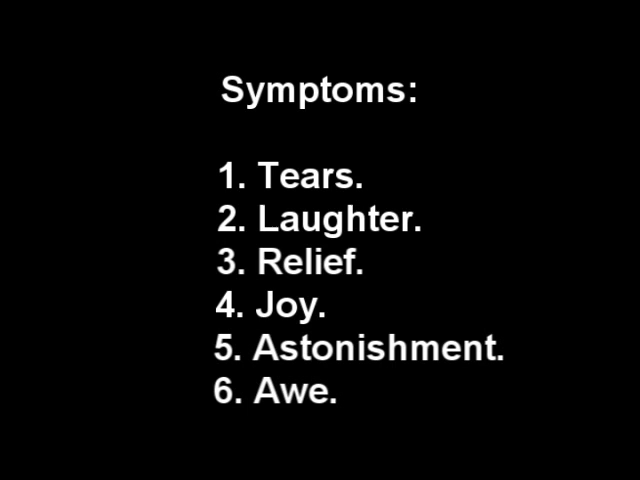 Symptoms:
1. Tears.
2. Laughter.
3. Relief.
4. Joy.
5. Astonishment.
6. Awe.